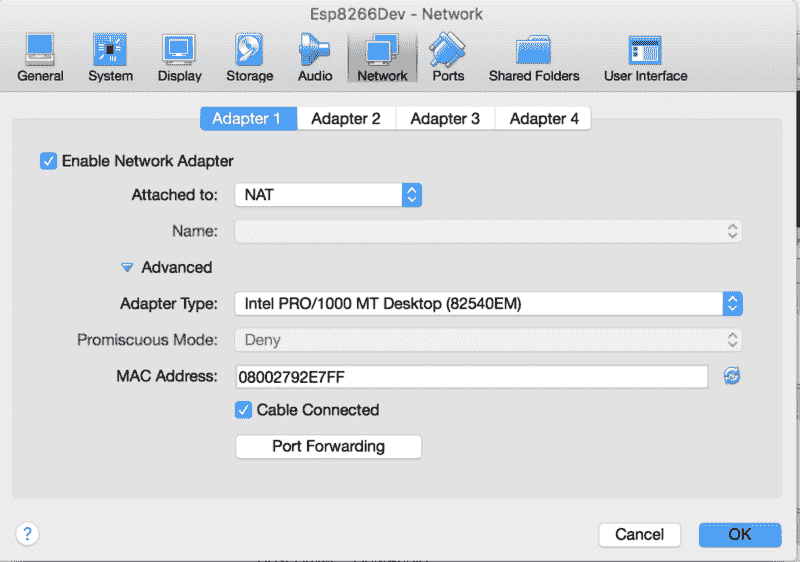 Esp8266Dev - Network
General System Display Storage Audio Network Ports Shared Folders User Interface
Adapter 1 Adapter 2 Adapter 3 Adapter 4
Enable Network Adapter
Attached to: NAT
Name:
Advanced
Adapter Type: Intel PRO/1000 MT Desktop (82540EM)
Promiscuous Mode: Deny
MAC Address: 08002792E7FF
Cable Connected
Port Forwarding
? Cancel OK